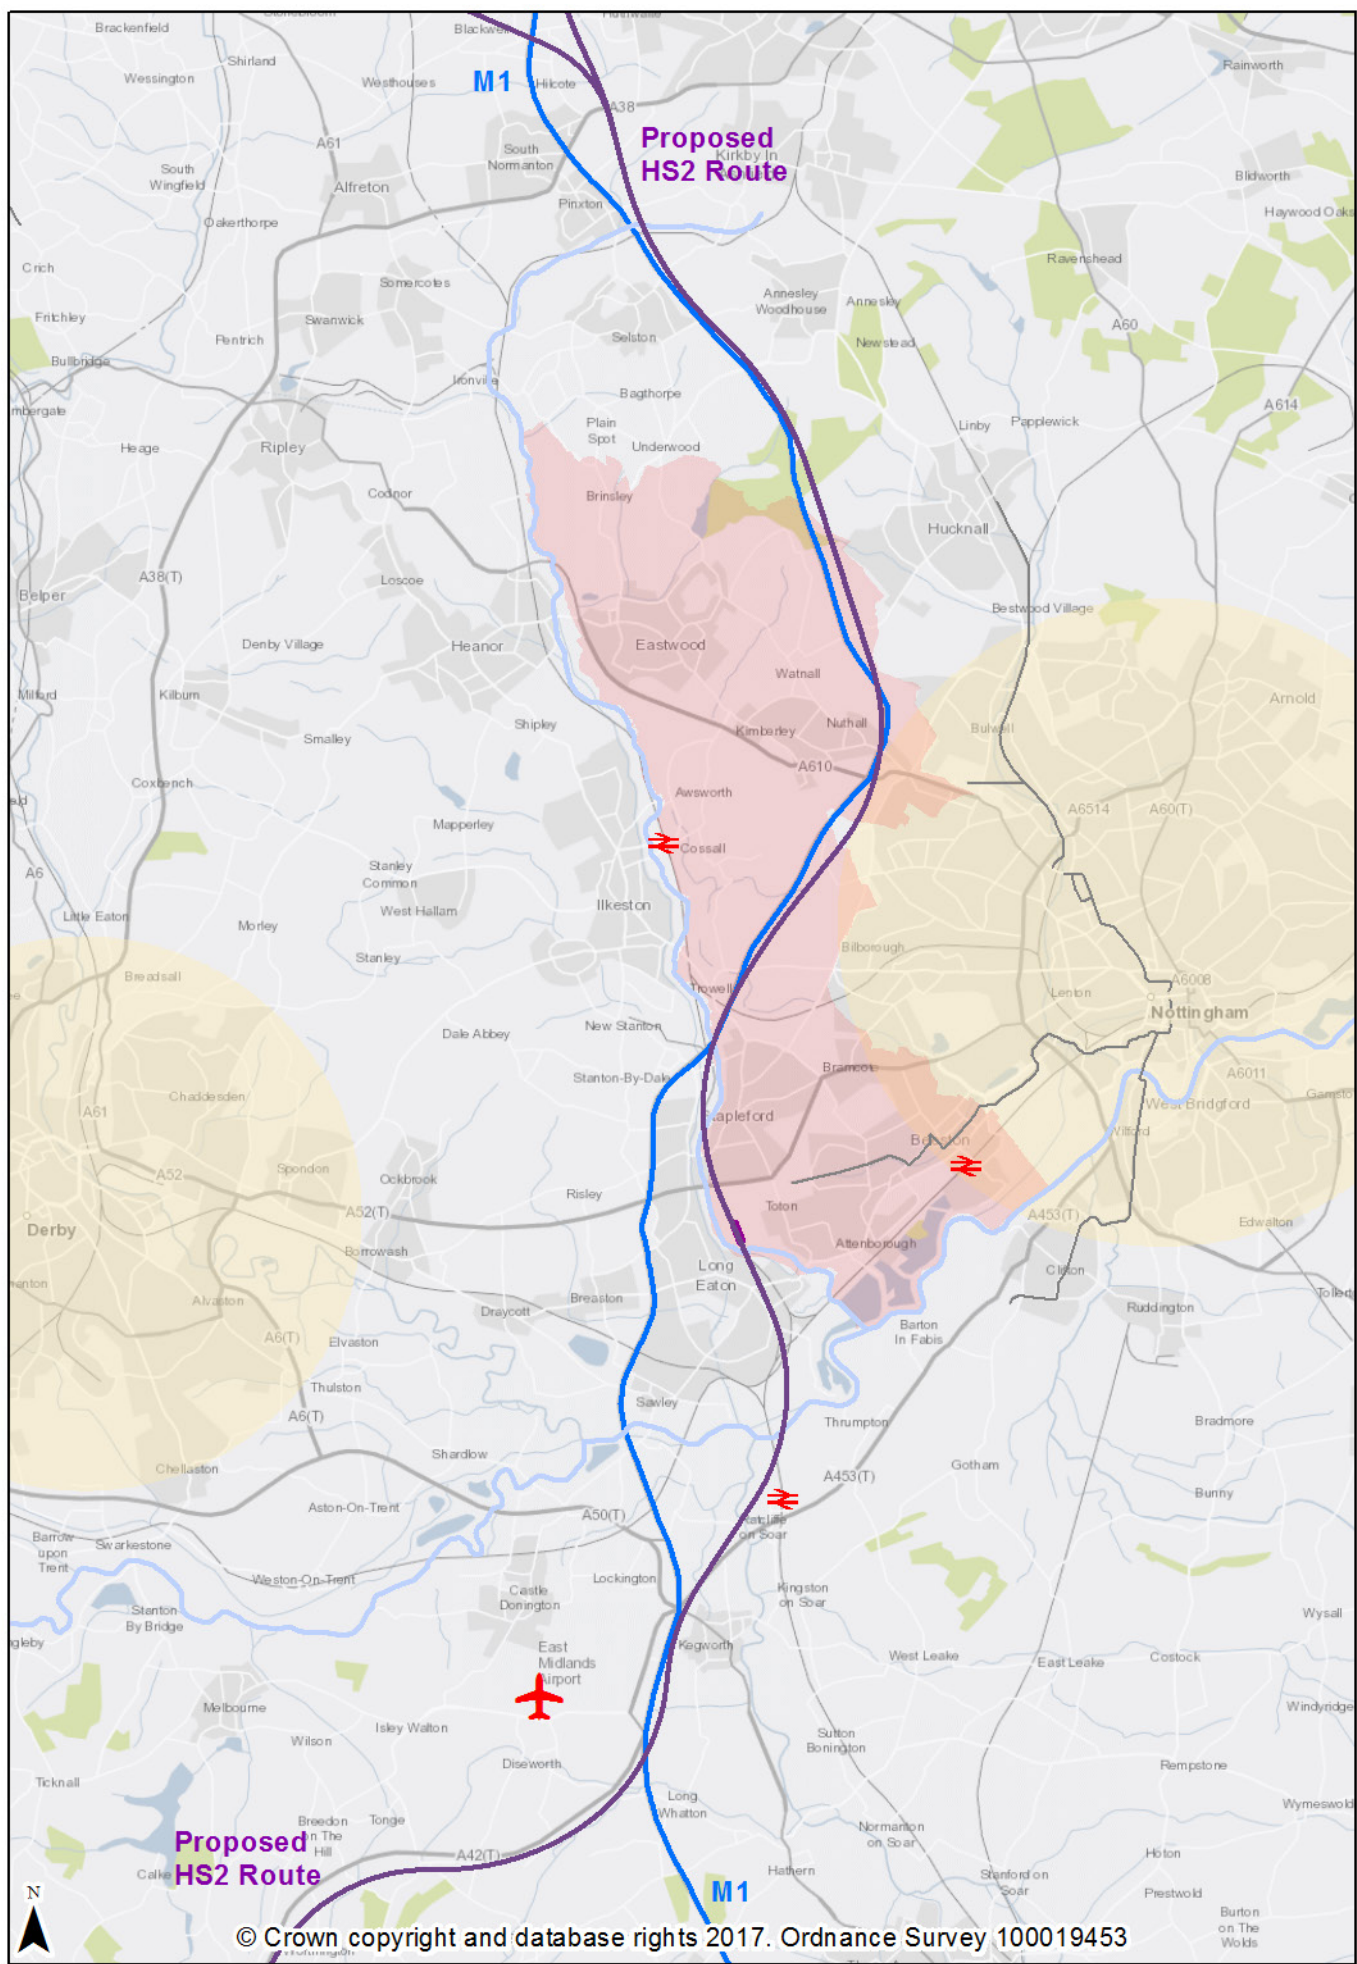 Brackenfield
Shirland
Wessington
Westhouses
M1
Hilcote
A38
Rainworth
Proposed
HS2 Route
Kirkby In
A61
South
Normanton
South
Wingfield
Alfreton
Pinxton
Blidworth
Haywood Oaks
Oakerthorpe
Crich
Somercotes
Ravenshead
Annesley
Woodhouse
Annesley
Fritchley
Swanwick
Pentrich
Selston
Newstead
A60
Bullbridge
Ironville
Bagthorpe
A614
Plain
Spot
Underwood
Linby
Papplewick
Heage
Ripley
Codnor
Brinsley
Hucknall
A38(T)
Loscoe
Belper
Bestwood Village
Denby Village
Heanor
Eastwood
Watnall
Milford
Kilburn
Arnold
Shipley
Smalley
Kimberley
Nuthall
Bulwell
A610
Coxbench
Awsworth
A6514
A60(T)
Mapperley
Cossall
Stanley
Common
A6
West Hallam
Ilkeston
Little Eaton
Morley
Stanley
Bilborough
Breadsall
Trowell
Lenton
A6008
Nottingham
Dale Abbey
New Stanton
Stanton-By-Dale
Bramcote
A6011
Chaddesden
A61
Stapleford
West Bridgford
Wilford
Beeston
A52
Spondon
Ockbrook
Risley
Toton
A52(T)
A453(T)
Edwalton
Derby
Borrowash
Attenborough
Long
Eaton
Clifton
Alvaston
Draycott
Breaston
Ruddington
Barton
In Fabis
A6(T)
Elvaston
Thulston
Sawley
A6(T)
Thrumpton
Bradmore
Shardlow
Chellaston
A453(T)
Gotham
Bunny
Aston-On-Trent
A50(T)
Ratcliffe
on Soar
Barrow
upon
Trent
Swarkestone
Weston-On-Trent
Lockington
Castle
Donington
Kingston
on Soar
Stanton
By Bridge
Wysall
East
Midlands
Airport
Kegworth
West Leake
East Leake
Costock
Melbourne
Isley Walton
Windyridge
Wilson
Sutton
Bonington
Diseworth
Rempstone
Ticknall
Long
Whatton
Wymeswold
Breedon
on The
Hill
Tonge
Normanton
on Soar
Proposed
HS2 Route
A42(T)
Hoton
Calke
Hathern
Stanford on
Soar
Prestwold
M1
N
Burton
on The
Wolds
© Crown copyright and database rights 2017. Ordnance Survey 100019453